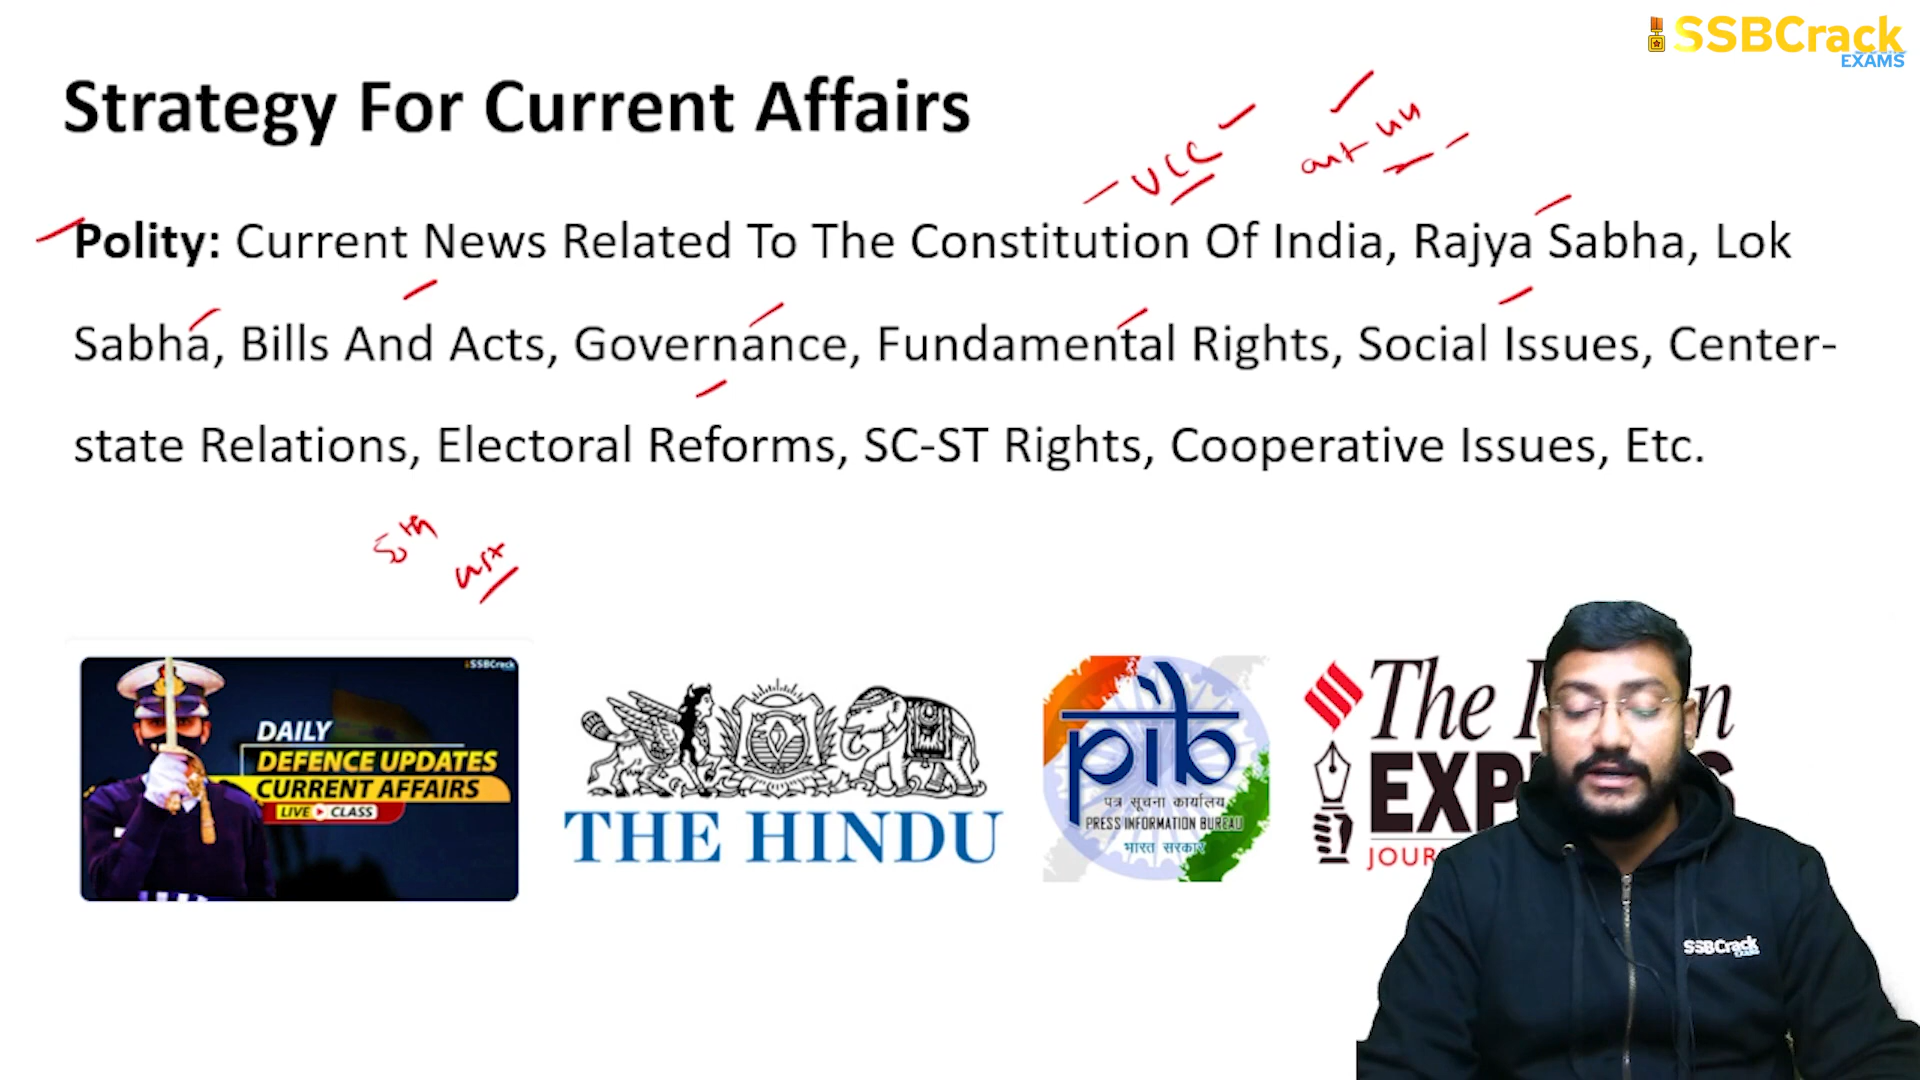 SSBCrack
EXAMS
Strategy For Current Affairs
UCC
art 44
Polity: Current News Related To The Constitution Of India, Rajya Sabha, Lok
Sabha, Bills And Acts, Governance, Fundamental Rights, Social Issues, Center-
state Relations, Electoral Reforms, SC-ST Rights, Cooperative Issues, Etc.
SSBCrack
DAILY
DEFENCE UPDATES
CURRENT AFFAIRS
LIVE CLASS
THE HINDU
pib
पत्र सूचना कार्यालय
PRESS INFORMATION BUREAU
भारत सरकार
The I n
EXP S
JOUR
SSBCrack
EXAMS